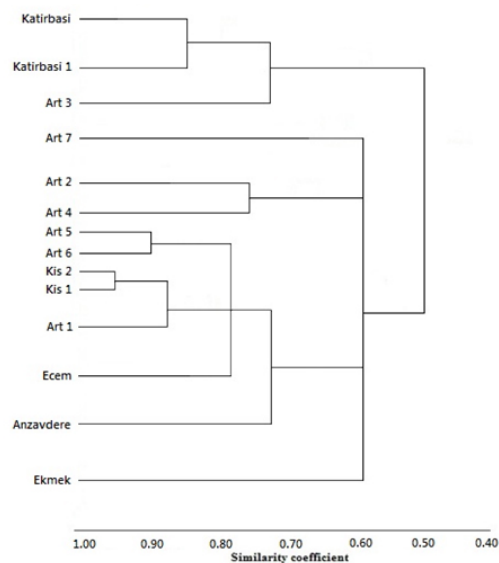 Katirbasi
Katirbasi 1
Art 3
Art 7
Art 2
Art 4
Art 5
Art 6
Kis 2
Kis 1
Art 1
Ecem
Anzavdere
Ekmek
1.00 0.90 0.80 0.70 0.60 0.50 0.40
Similarity coefficient